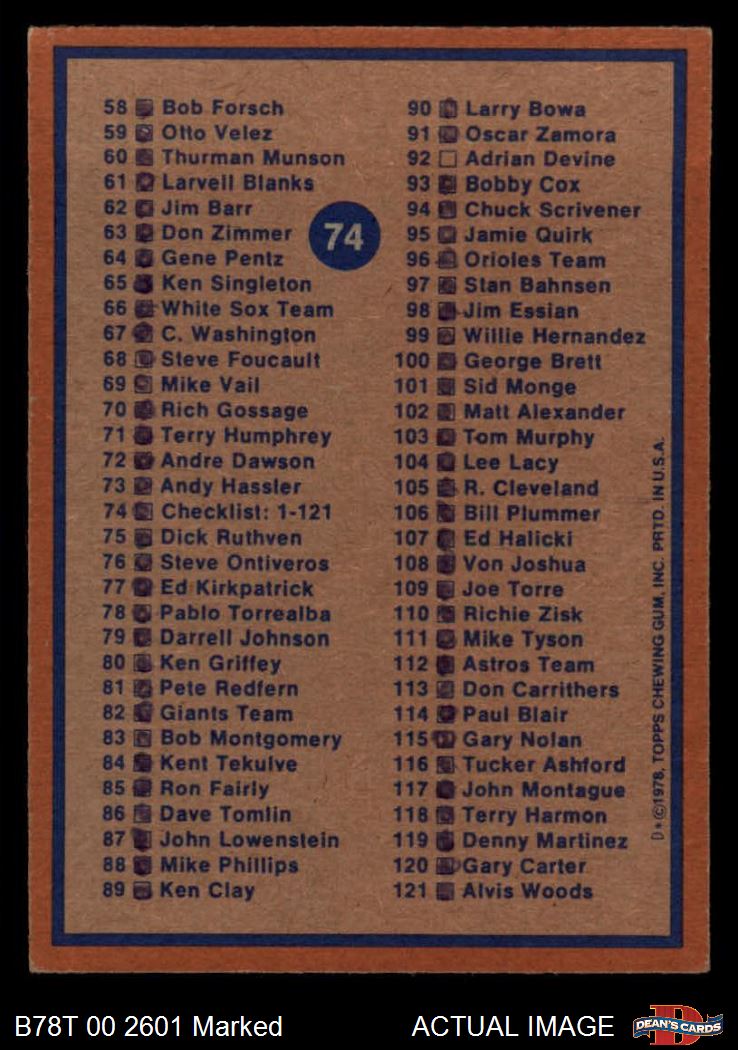 58 Bob Forsch
59 Otto Velez
60 Thurman Munson
61 Larvell Blanks
62 Jim Barr
63 Don Zimmer
64 Gene Pentz
65 Ken Singleton
66 White Sox Team
67 C. Washington
68 Steve Foucault
69 Mike Vail
70 Rich Gossage
71 Terry Humphrey
72 Andre Dawson
73 Andy Hassler
74 Checklist: 1-121
75 Dick Ruthven
76 Steve Ontiveros
77 Ed Kirkpatrick
78 Pablo Torrealba
79 Darrell Johnson
80 Ken Griffey
81 Pete Redfern
82 Giants Team
83 Bob Montgomery
84 Kent Tekulve
85 Ron Fairly
86 Dave Tomlin
87 John Lowenstein
88 Mike Phillips
89 Ken Clay
74
90 Larry Bowa
91 Oscar Zamora
92 Adrian Devine
93 Bobby Cox
94 Chuck Scrivener
95 Jamie Quirk
96 Orioles Team
97 Stan Bahnsen
98 Jim Essian
99 Willie Hernandez
100 George Brett
101 Sid Monge
102 Matt Alexander
103 Tom Murphy
104 Lee Lacy
105 R. Cleveland
106 Bill Plummer
107 Ed Halicki
108 Von Joshua
109 Joe Torre
110 Richie Zisk
111 Mike Tyson
112 Astros Team
113 Don Carrithers
114 Paul Blair
115 Gary Nolan
116 Tucker Ashford
117 John Montague
118 Terry Harmon
119 Denny Martinez
120 Gary Carter
121 Alvis Woods
D* ©1978, TOPPS CHEWING GUM, INC. PRTD. IN U.S.A.
B78T 00 2601 Marked
ACTUAL IMAGE
D
DEAN'S CARDS